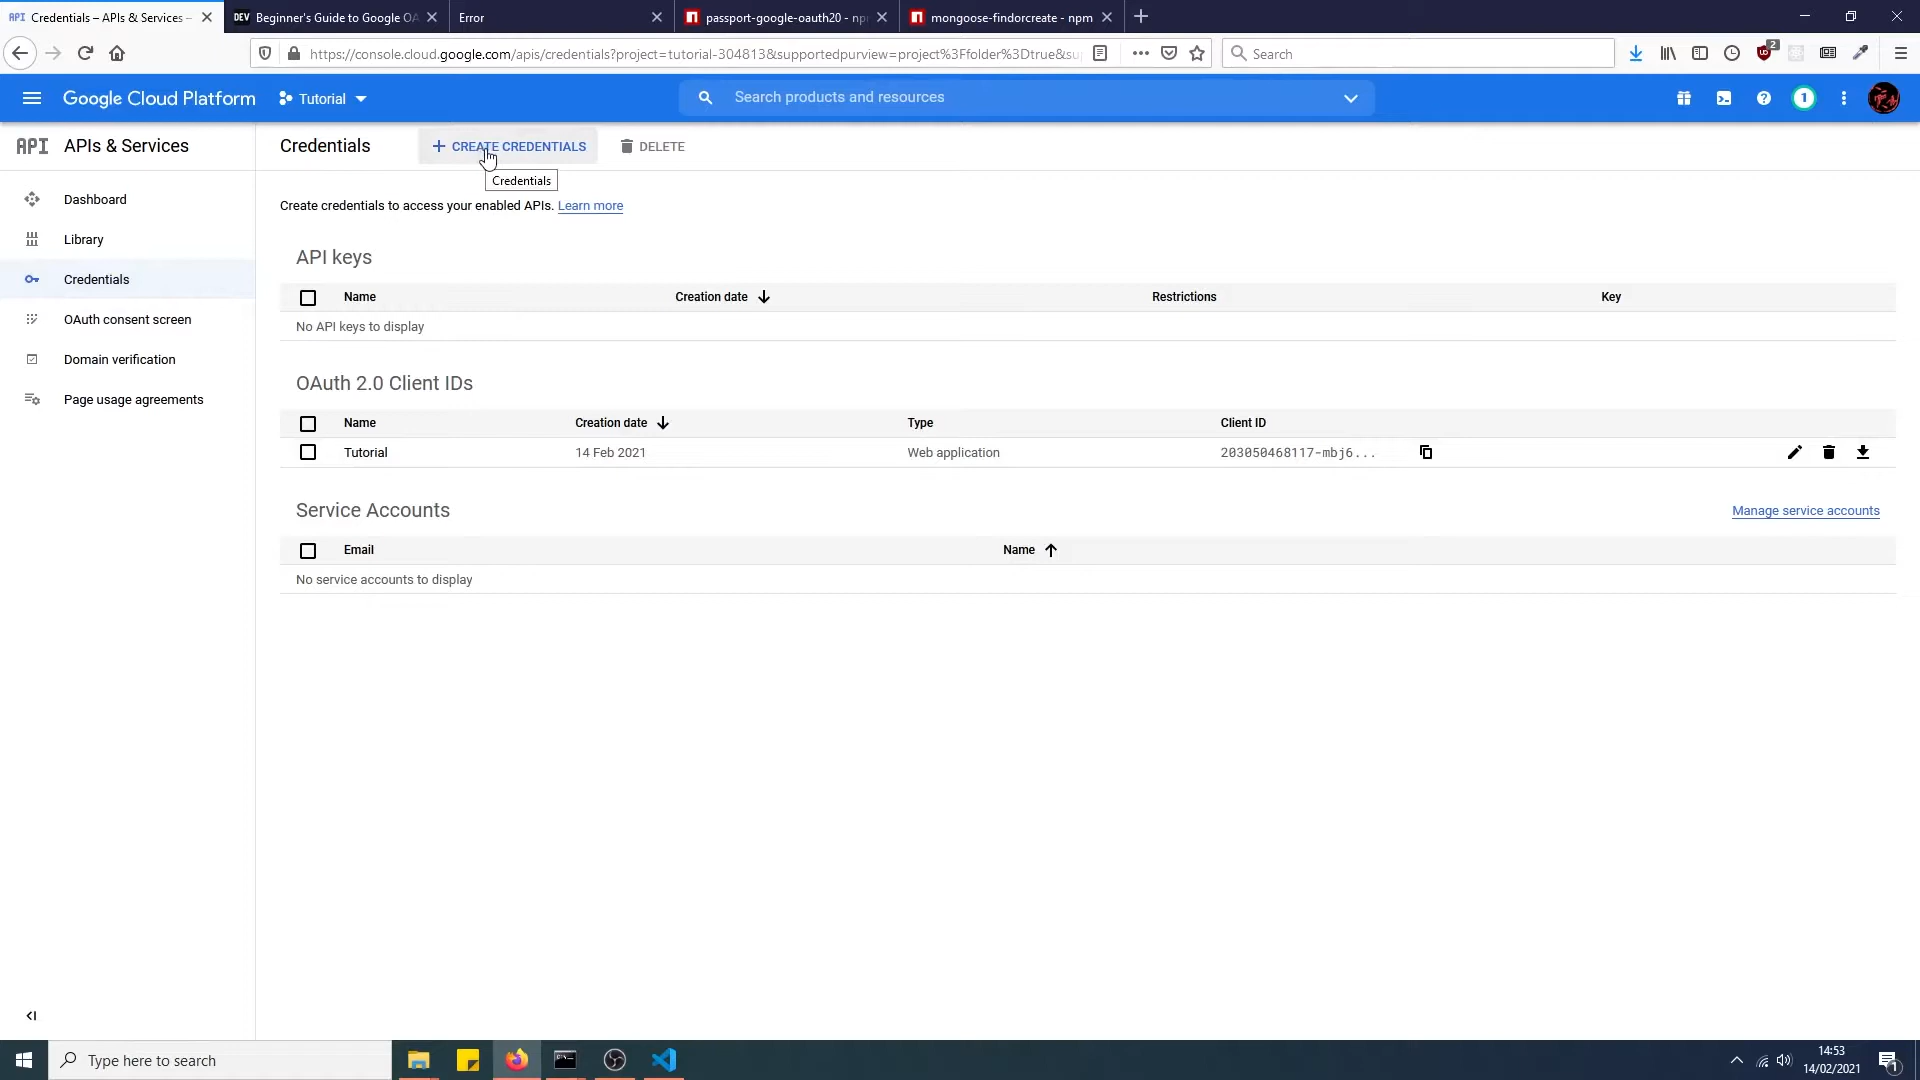 API Credentials – APIs & Services –
DEV Beginner's Guide to Google OA
Error
passport-google-oauth20 - np
mongoose-findorcreate - npm
https://console.cloud.google.com/apis/credentials?project=tutorial-304813&supportedpurview=project%3Ffolder%3Dtrue&su
Search
2
Google Cloud Platform
Tutorial
Search products and resources
1
API APIs & Services
Credentials
+ CREATE CREDENTIALS
DELETE
Credentials
Create credentials to access your enabled APIs. Learn more
Dashboard
Library
Credentials
OAuth consent screen
Domain verification
Page usage agreements
API keys
Name Creation date Restrictions Key
No API keys to display
OAuth 2.0 Client IDs
Name Creation date Type Client ID
Tutorial 14 Feb 2021 Web application 203050468117-mbj6...
Service Accounts
Manage service accounts
Email Name
No service accounts to display
Type here to search
14:53
14/02/2021
1